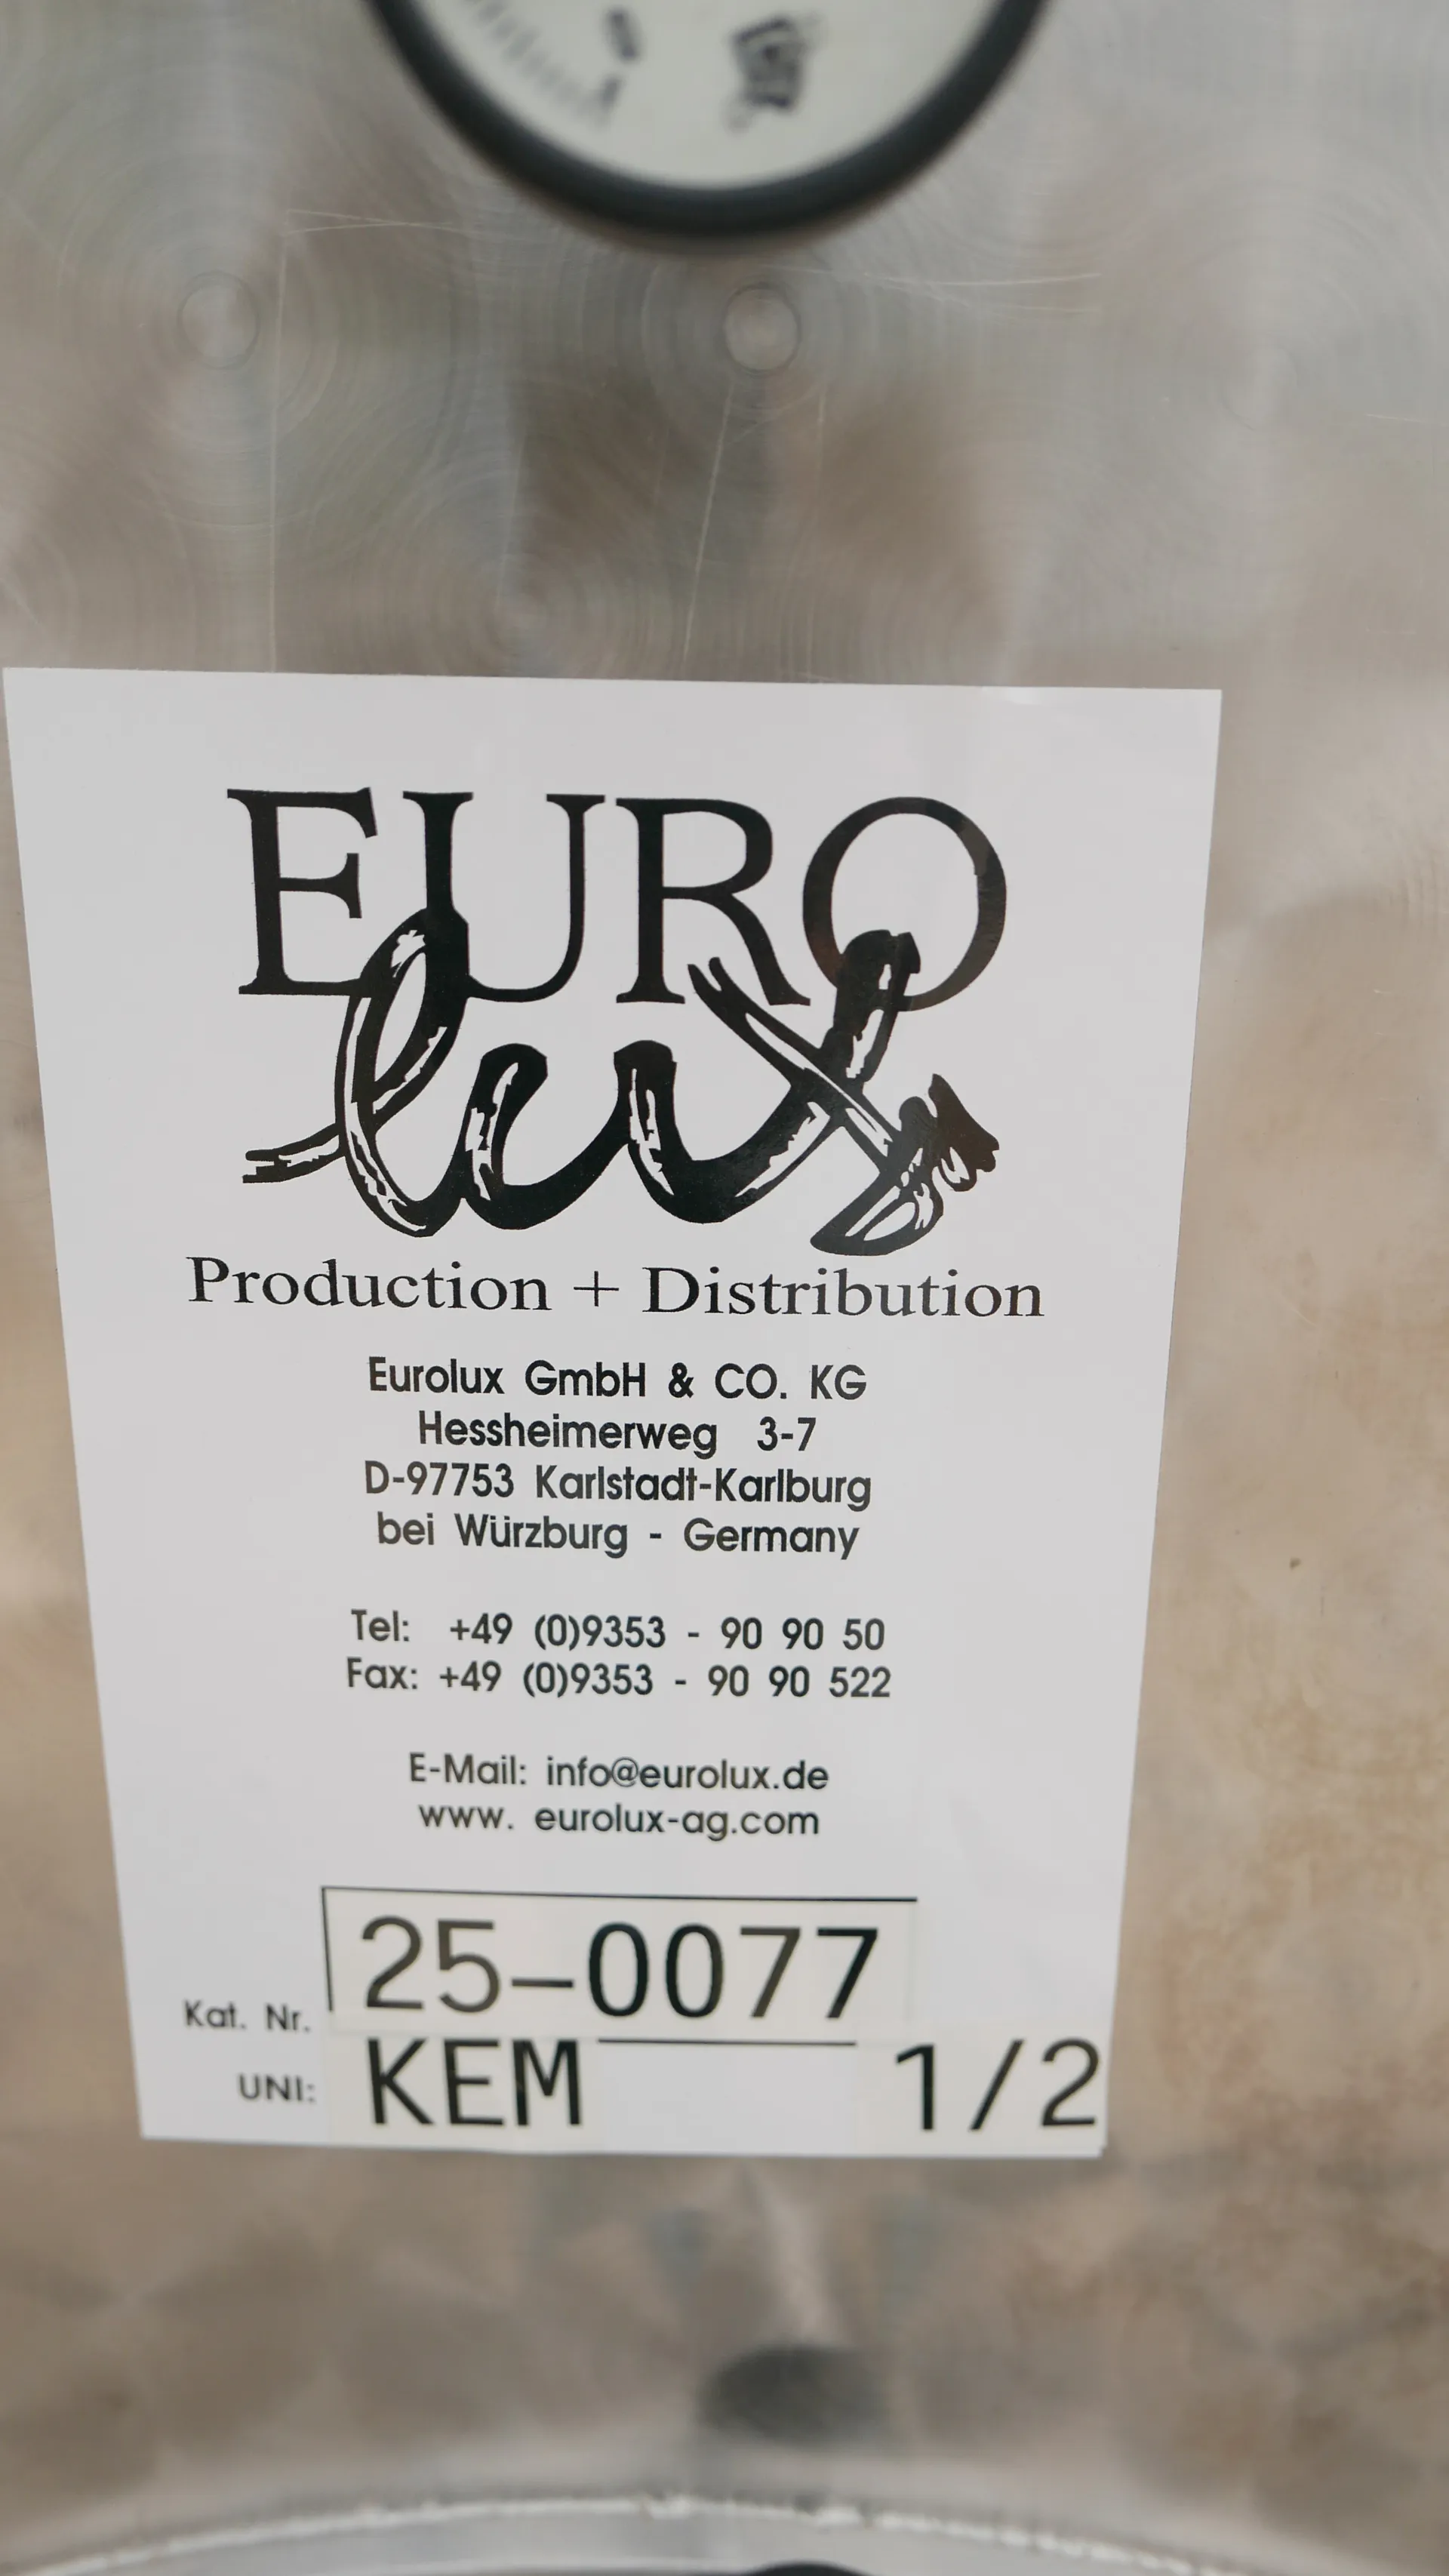 EURO
lux
Production + Distribution
Eurolux GmbH & CO. KG
Hessheimerweg 3-7
D-97753 Karlstadt-Karlburg
bei Würzburg - Germany
Tel: +49 (0)9353 - 90 90 50
Fax: +49 (0)9353 - 90 90 522
E-Mail: info@eurolux.de
www. eurolux-ag.com
Kat. Nr. 25-0077
UNI: KEM 1/2